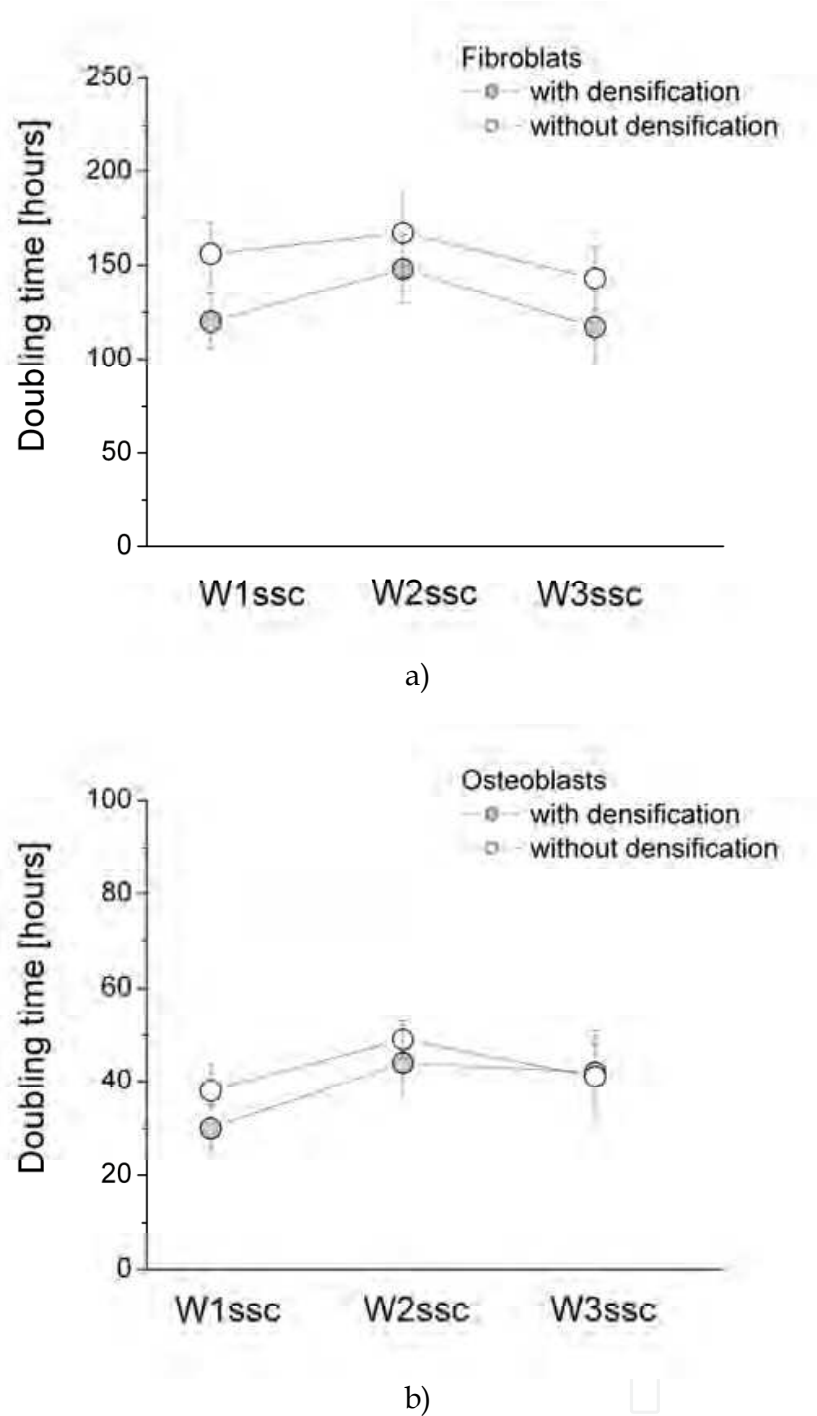 Fibroblats
with densification
without densification
250
200
150
100
50
0
Doubling time [hours]
W1ssc W2ssc W3ssc
a)
Osteoblasts
with densification
without densification
100
80
60
40
20
0
Doubling time [hours]
W1ssc W2ssc W3ssc
b)